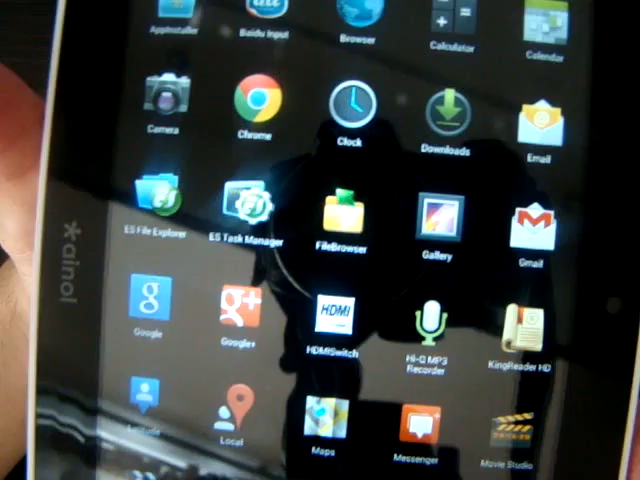 AppInstaller
Baidu Input
Browser
Calculator
Calendar
Camera
Chrome
Clock
Downloads
Email
ES File Explorer
ES Task Manager
FileBrowser
Gallery
Gmail
ainol
g
Google
g+
Google+
HDMI
HDMISwitch
Hi-Q MP3
Recorder
KingReader HD
Local
Maps
Messenger
Movie Studio